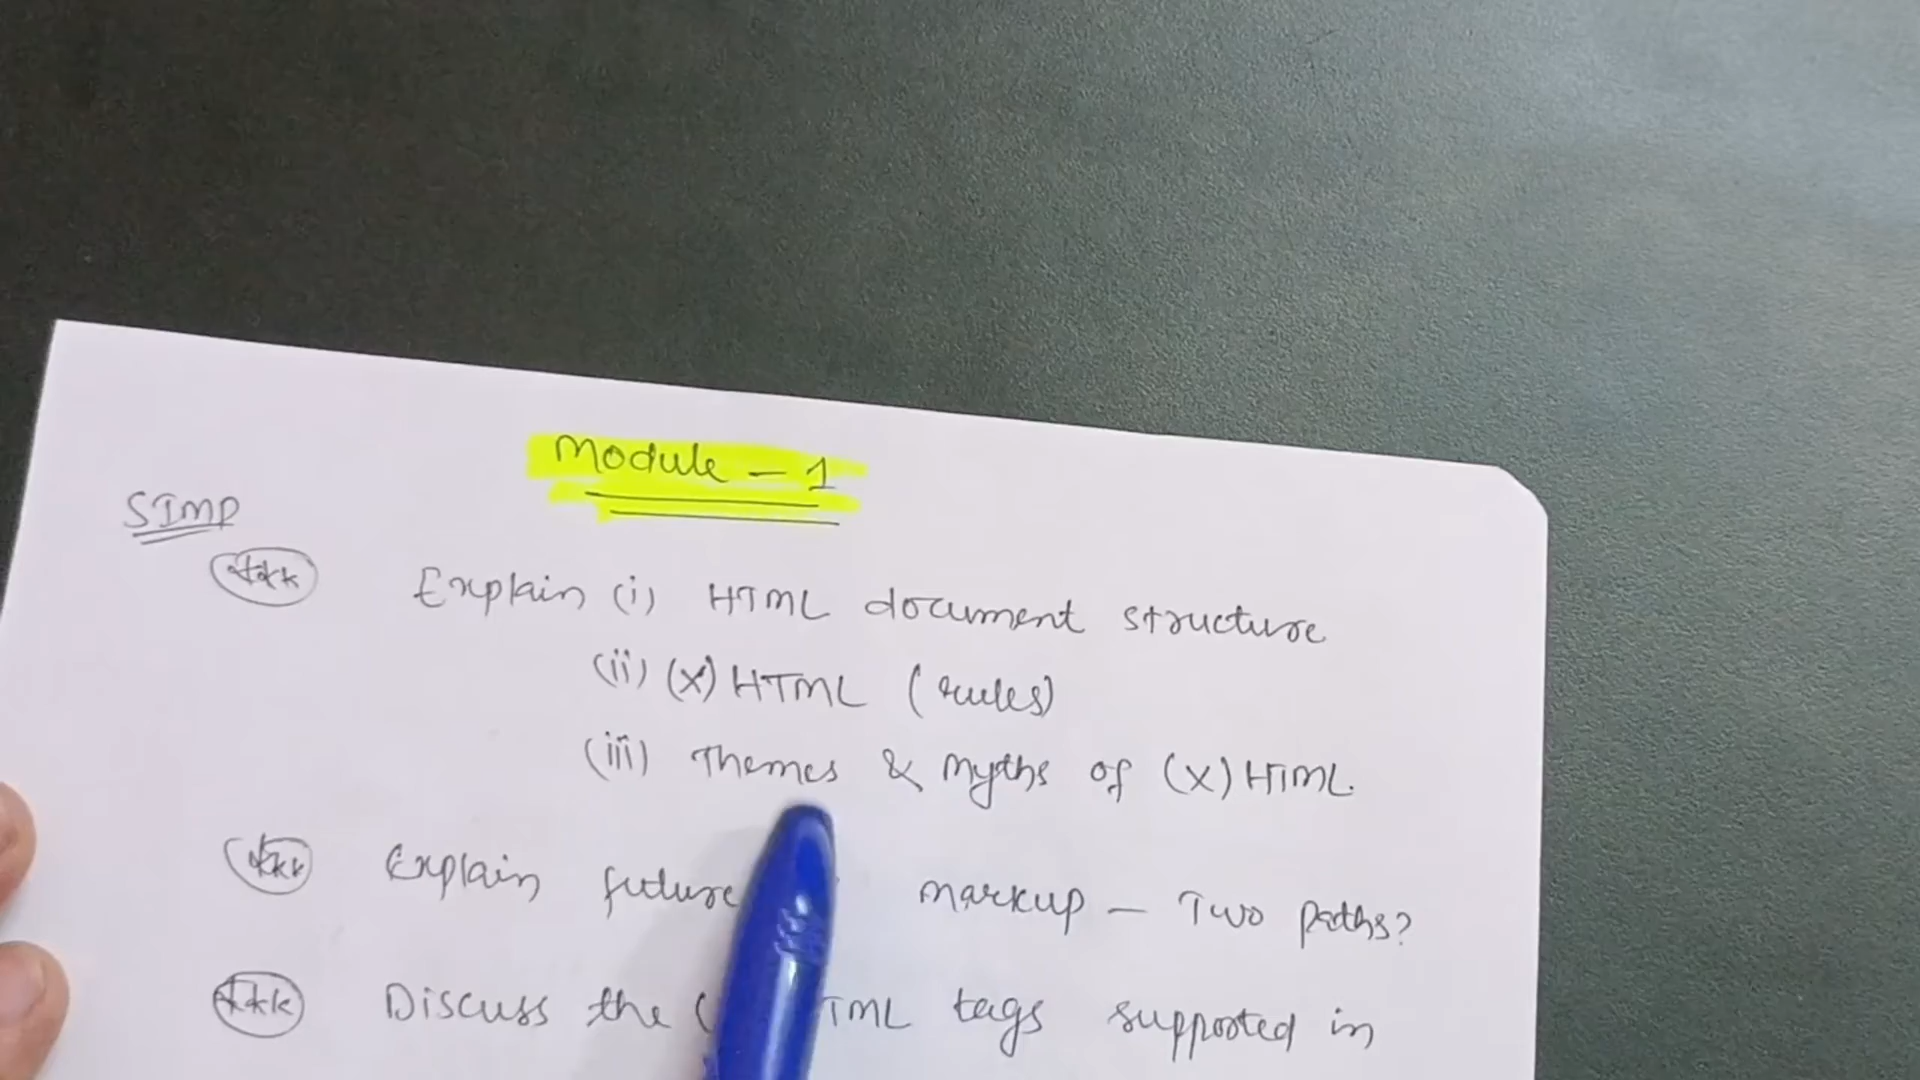 Module - 1
SIMP
*** Explain (i) HTML document structure
(ii) (X) HTML (rules)
(iii) Themes & Myths of (X) HTML.
*** Explain future markup - Two paths?
*** Discuss the ( TML tags supported in